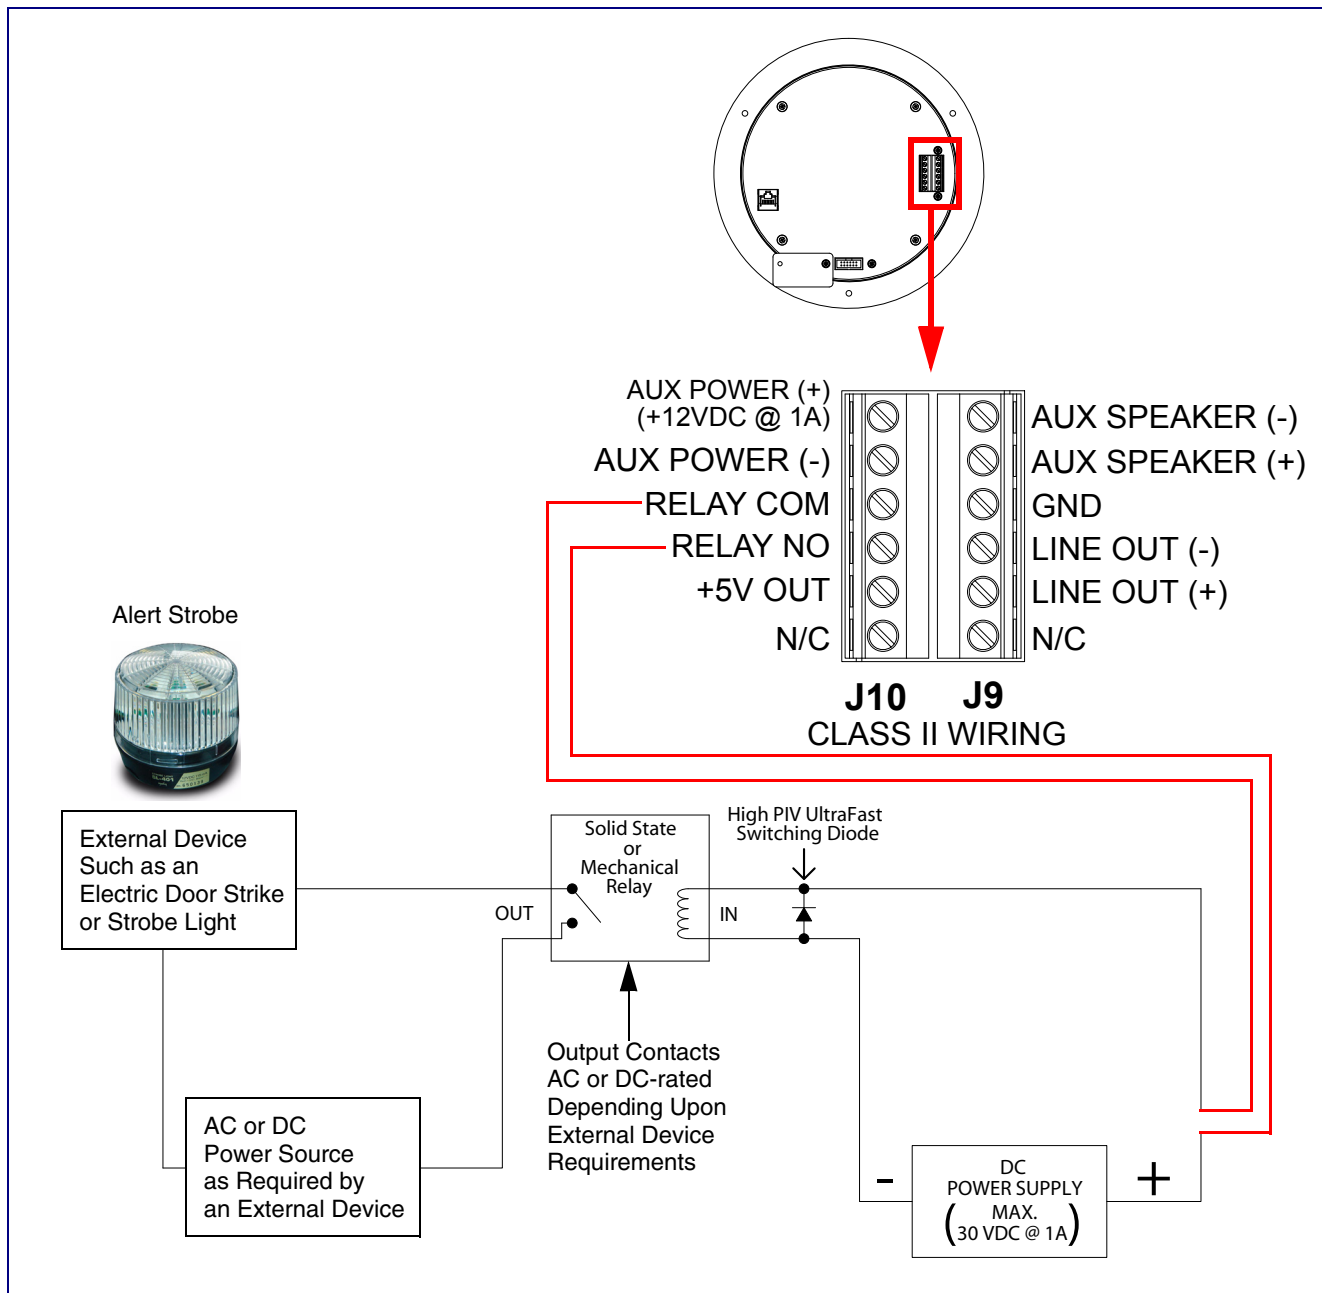 AUX POWER (+)
(+12VDC @ 1A)
AUX POWER (-)
RELAY COM
RELAY NO
+5V OUT
N/C
AUX SPEAKER (-)
AUX SPEAKER (+)
GND
LINE OUT (-)
LINE OUT (+)
N/C
J10 J9
CLASS II WIRING
Alert Strobe
External Device
Such as an
Electric Door Strike
or Strobe Light
Solid State
or
Mechanical
Relay
OUT
IN
High PIV UltraFast
Switching Diode
Output Contacts
AC or DC-rated
Depending Upon
External Device
Requirements
AC or DC
Power Source
as Required by
an External Device
-
DC
POWER SUPPLY
(MAX.
30 VDC @ 1A)
+